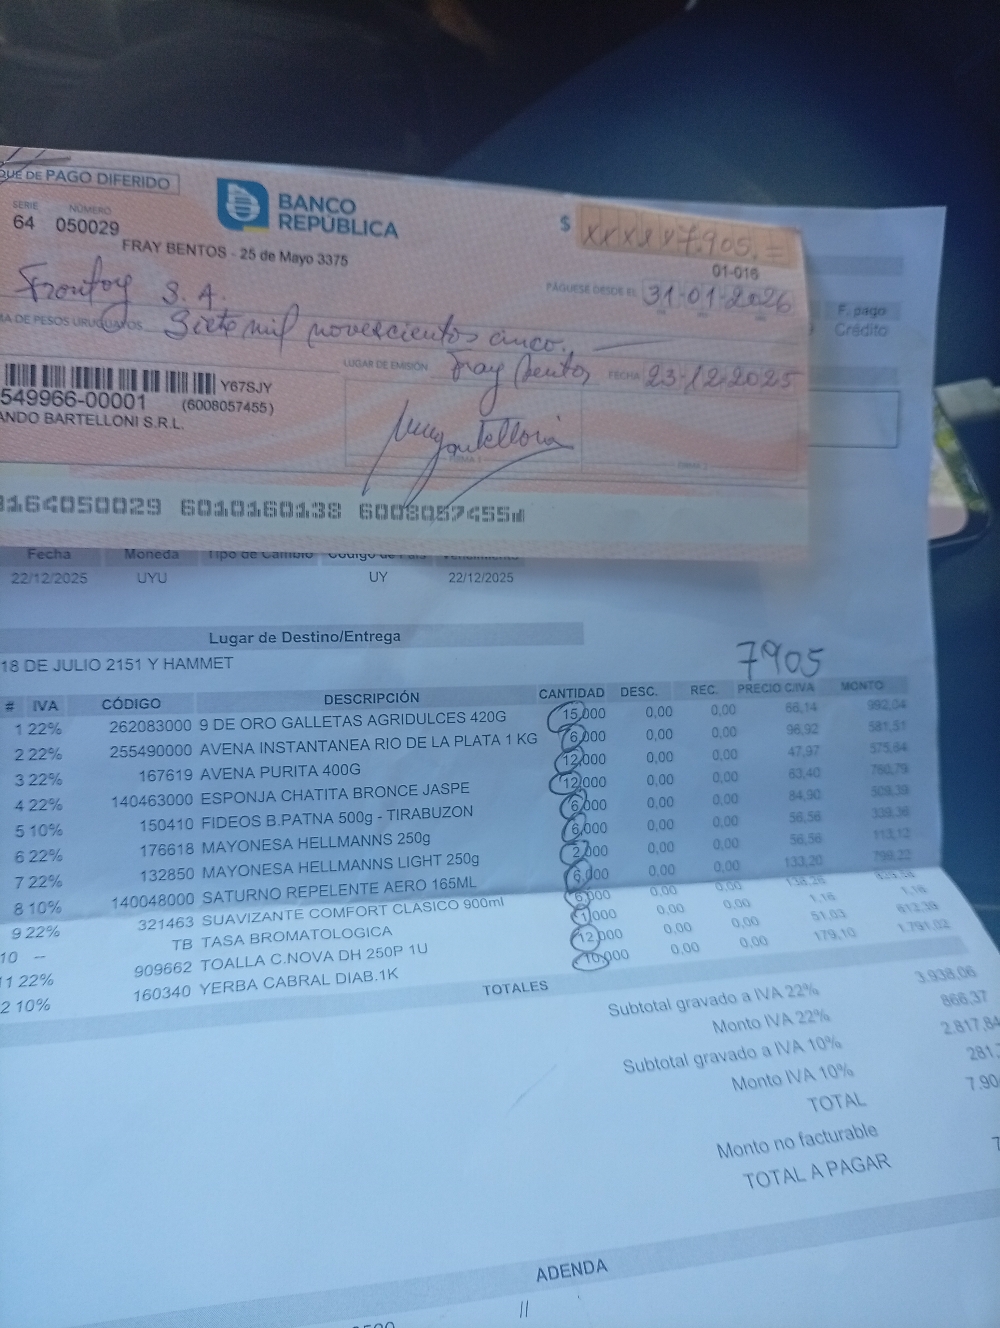 QUE DE PAGO DIFERIDO
BANCO REPÚBLICA
SERIE NÚMERO
64 050029
$ xxxxx7.905.=
FRAY BENTOS - 25 de Mayo 3375
01-016
PÁGUESE DESDE EL 31-01-2026
S. A.
A DE PESOS URUGUAYOS Siete mil novescientos cinco.
LUGAR DE EMISIÓN Fray Bentos FECHA 23-12-2025
Y67SJY
549966-00001 (6008057455)
ANDO BARTELLONI S.R.L.
FIRMA
64050029 6010160138 6008057455
F. pago
Crédito
Fecha Moneda Tipo de Cambio
22/12/2025 UYU UY 22/12/2025
Lugar de Destino/Entrega
18 DE JULIO 2151 Y HAMMET
7905
# IVA CÓDIGO DESCRIPCIÓN CANTIDAD DESC. REC. PRECIO C/IVA MONTO
1 22% 262083000 9 DE ORO GALLETAS AGRIDULCES 420G 15,000 0,00 0,00 66,14 992,04
2 22% 255490000 AVENA INSTANTANEA RIO DE LA PLATA 1 KG 6,000 0,00 0,00 96,92 581,51
3 22% 167619 AVENA PURITA 400G 12,000 0,00 0,00 47,97 575,64
4 22% 140463000 ESPONJA CHATITA BRONCE JASPE 12,000 0,00 0,00 63,40 760,79
5 10% 150410 FIDEOS B.PATNA 500g - TIRABUZON 6,000 0,00 0,00 84,90 509,39
6 22% 176618 MAYONESA HELLMANNS 250g 6,000 0,00 0,00 56,56 339,36
7 22% 132850 MAYONESA HELLMANNS LIGHT 250g 2,000 0,00 0,00 56,56 113,12
8 10% 140048000 SATURNO REPELENTE AERO 165ML 6,000 0,00 0,00 133,20 799,22
9 22% 321463 SUAVIZANTE COMFORT CLASICO 900ml 6,000 0,00 0,00 138,26
10 -- TB TASA BROMATOLOGICA 1,000 0,00 0,00 1,16 1,16
11 22% 909662 TOALLA C.NOVA DH 250P 1U 12,000 0,00 0,00 51,03 612,39
2 10% 160340 YERBA CABRAL DIAB.1K 10,000 0,00 0,00 179,10 1.791,02
TOTALES
Subtotal gravado a IVA 22% 3.938,06
Monto IVA 22% 866,37
Subtotal gravado a IVA 10% 2.817,84
Monto IVA 10% 281,
TOTAL 7.90
Monto no facturable
TOTAL A PAGAR 7
ADENDA
//